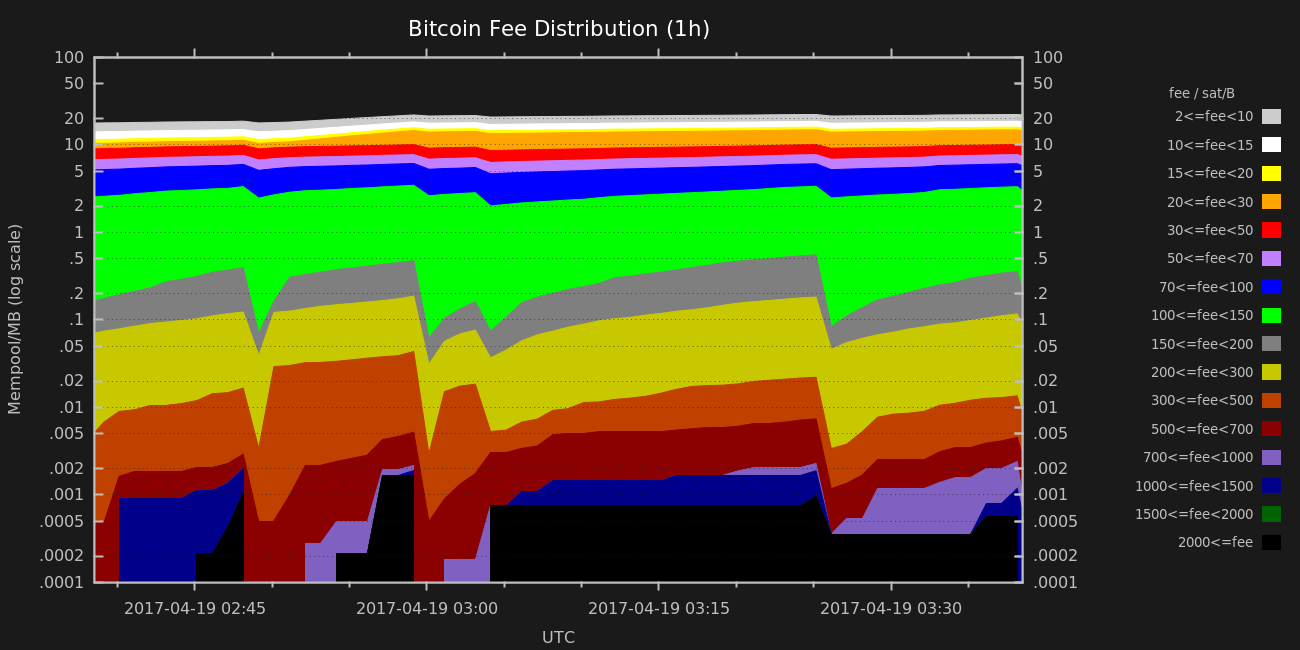 Bitcoin Fee Distribution (1h)
100
50
20
10
5
2
1
.5
.2
.1
.05
.02
.01
.005
.002
.001
.0005
.0002
.0001
Mempool/MB (log scale)
100
50
20
10
5
2
1
.5
.2
.1
.05
.02
.01
.005
.002
.001
.0005
.0002
.0001
2017-04-19 02:45
2017-04-19 03:00
2017-04-19 03:15
2017-04-19 03:30
UTC
fee / sat/B
2<=fee<10
10<=fee<15
15<=fee<20
20<=fee<30
30<=fee<50
50<=fee<70
70<=fee<100
100<=fee<150
150<=fee<200
200<=fee<300
300<=fee<500
500<=fee<700
700<=fee<1000
1000<=fee<1500
1500<=fee<2000
2000<=fee